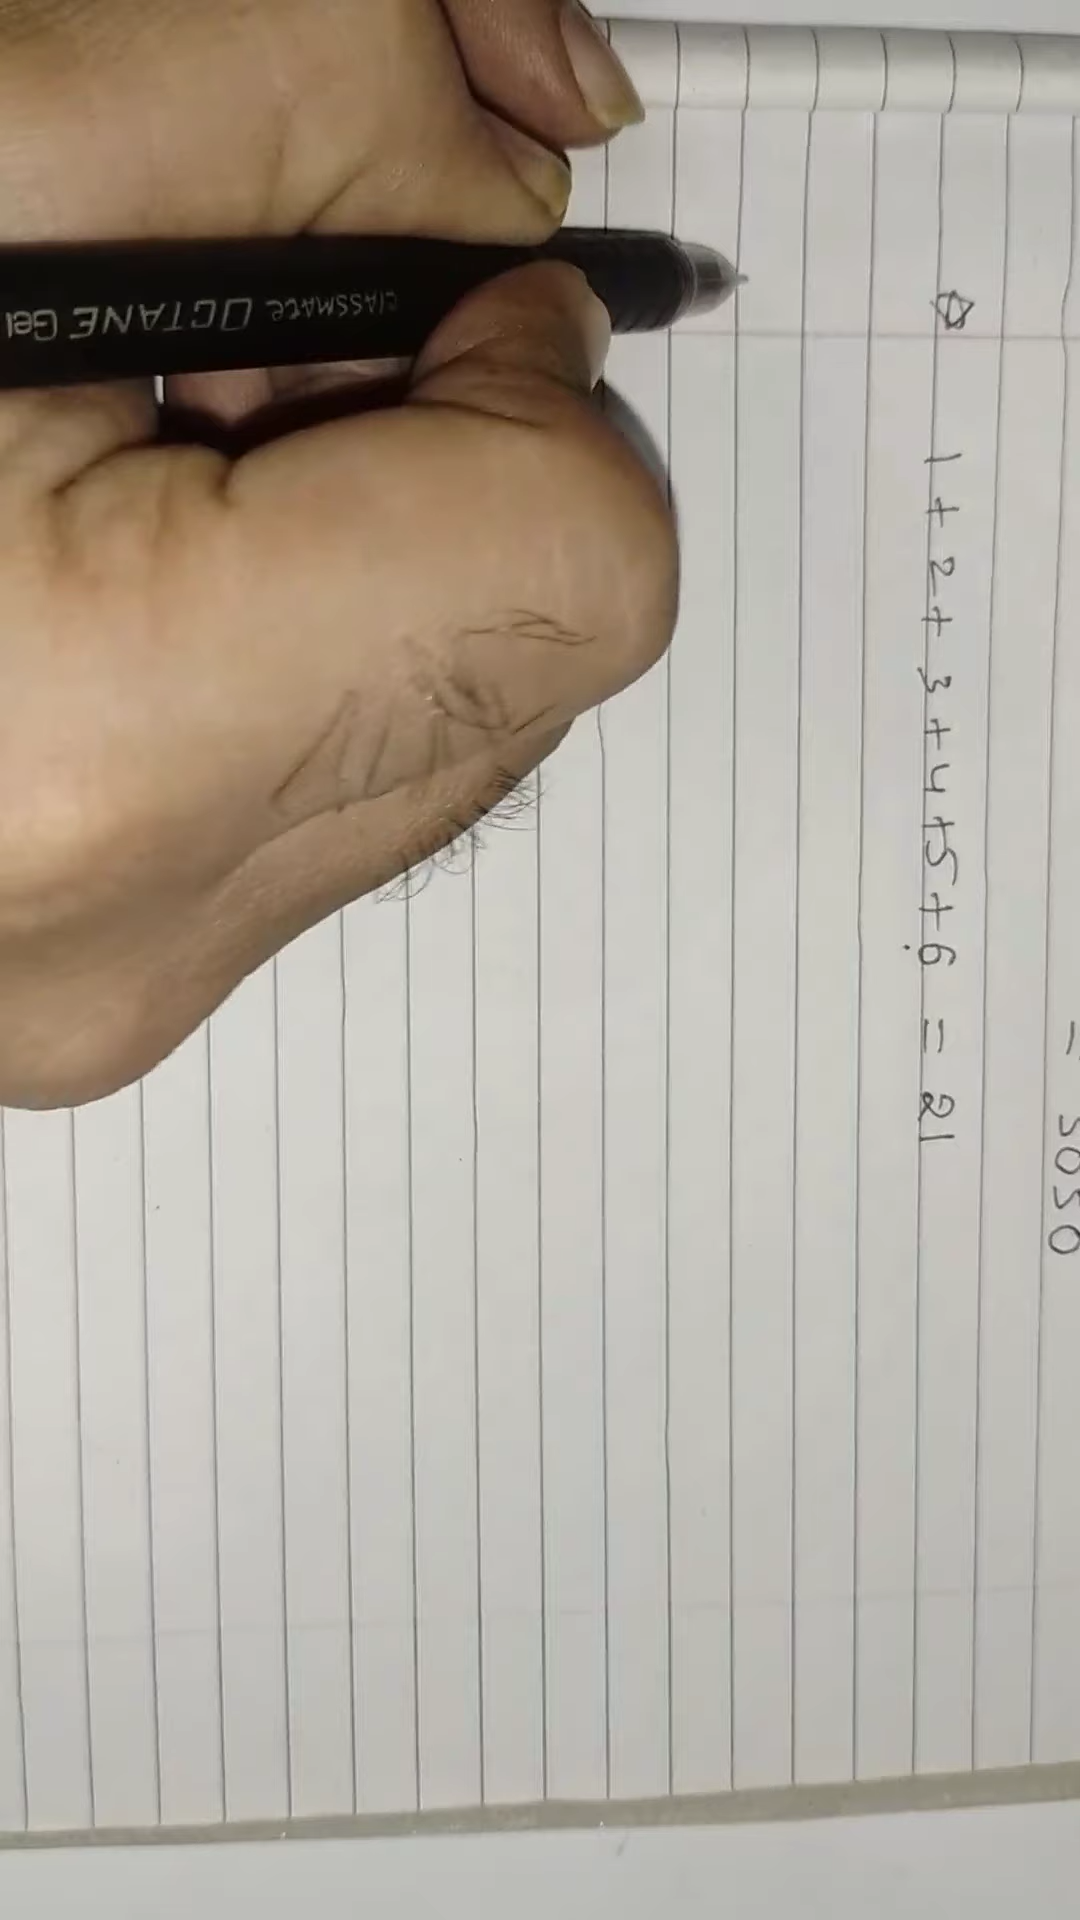 = 5050
☆ 1 + 2 + 3 + 4 + 5 + 6 = 21
classmate OCTANE Gel